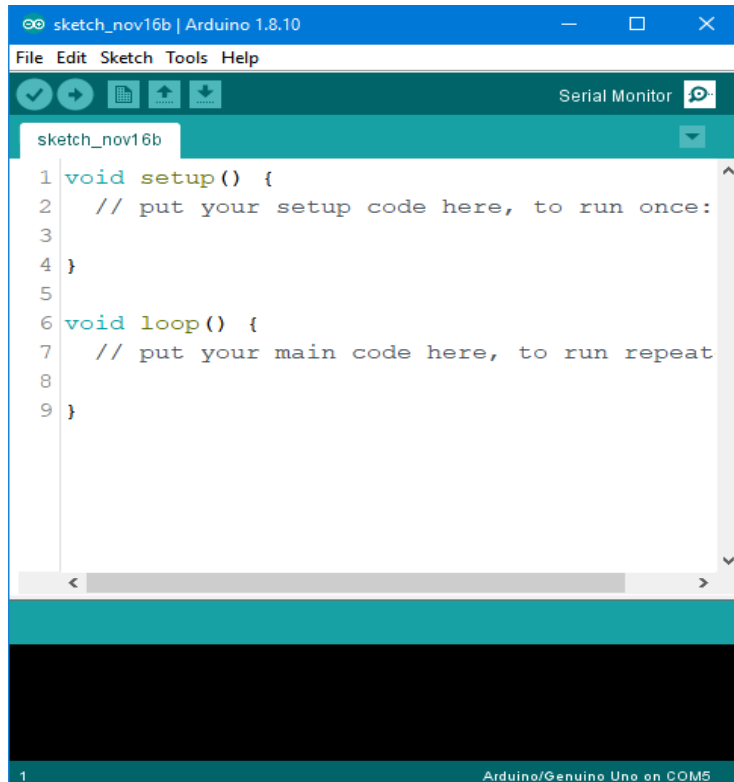 sketch_nov16b | Arduino 1.8.10
File Edit Sketch Tools Help
Serial Monitor
sketch_nov16b
1 void setup() {
2   // put your setup code here, to run once:
3
4 }
5
6 void loop() {
7   // put your main code here, to run repeat
8
9 }
1 Arduino/Genuino Uno on COM5